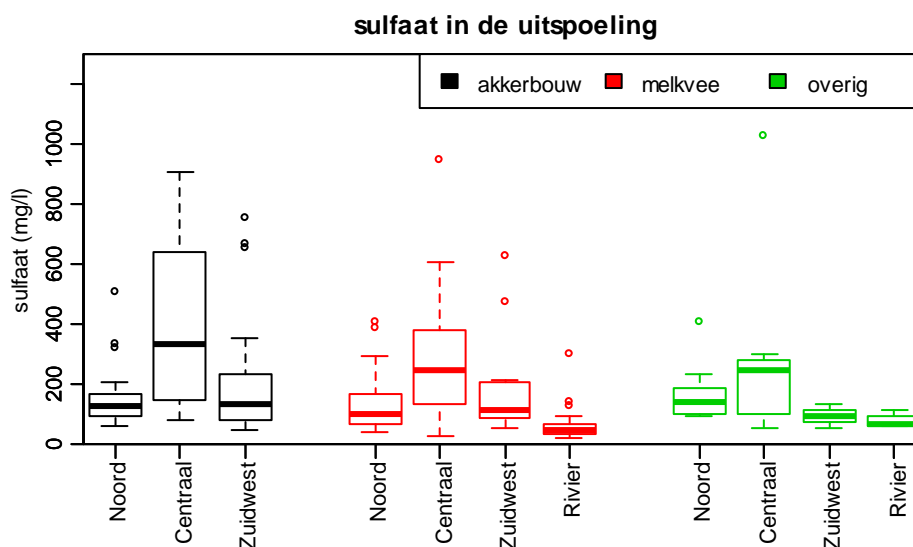 sulfaat in de uitspoeling
akkerbouw melkvee overig
sulfaat (mg/l)
1000
800
600
400
200
0
Noord Centraal Zuidwest Noord Centraal Zuidwest Rivier Noord Centraal Zuidwest Rivier